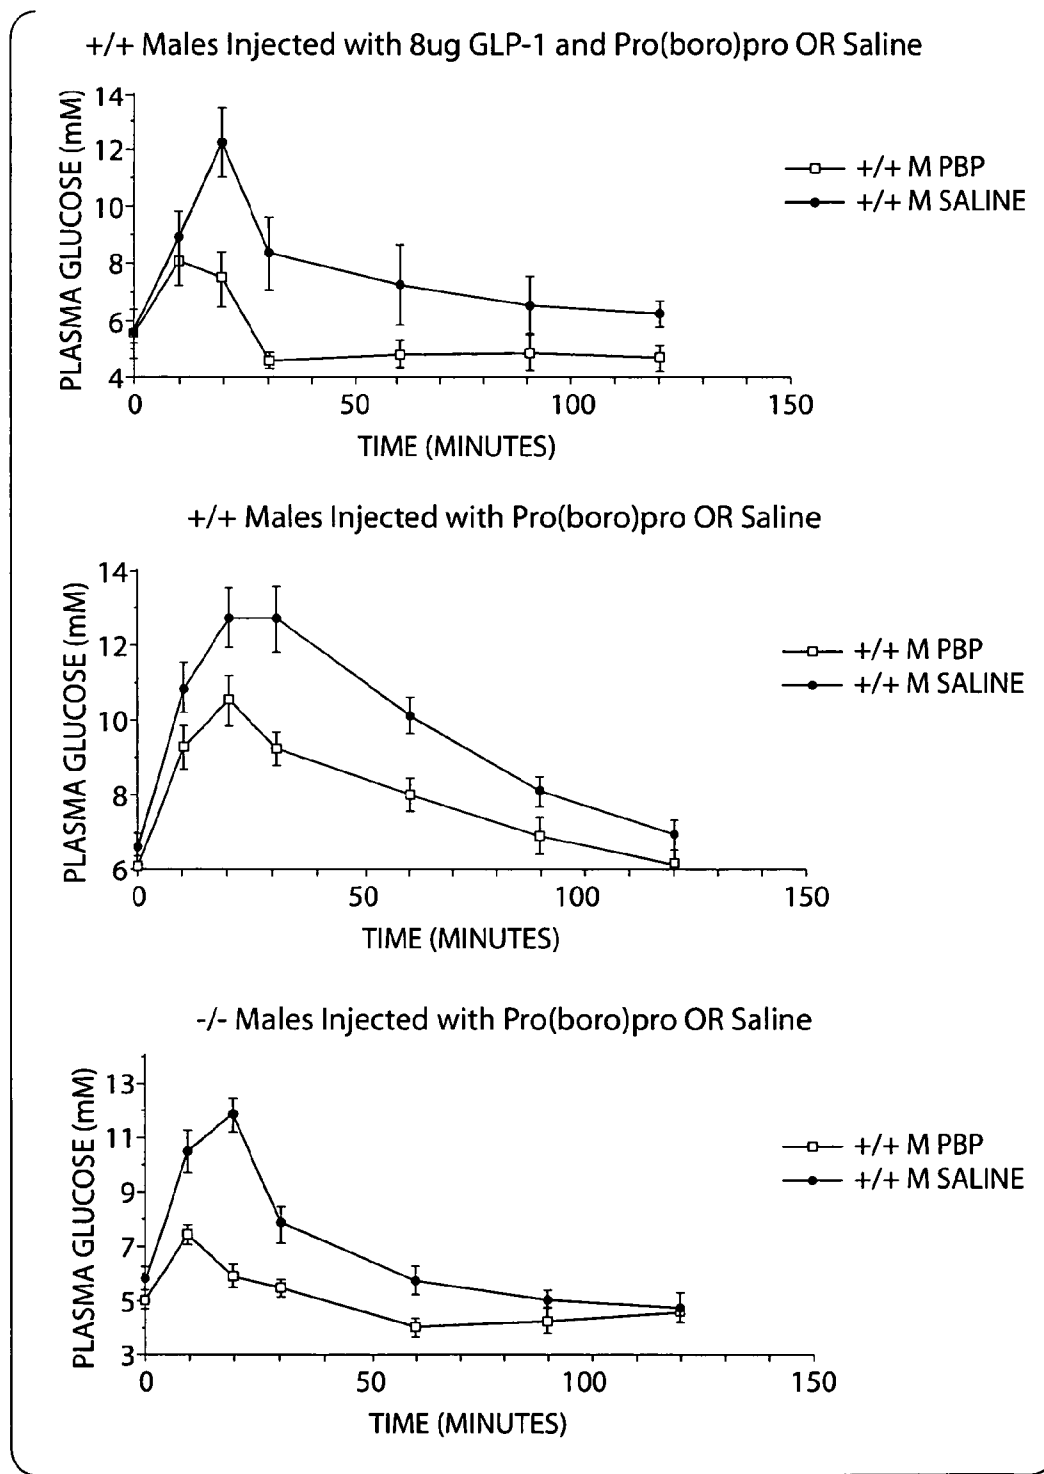 +/+ Males Injected with 8ug GLP-1 and Pro(boro)pro OR Saline
PLASMA GLUCOSE (mM)
14
12
10
8
6
4
0 50 100 150
TIME (MINUTES)
+/+ M PBP
+/+ M SALINE
+/+ Males Injected with Pro(boro)pro OR Saline
PLASMA GLUCOSE (mM)
14
12
10
8
6
0 50 100 150
TIME (MINUTES)
+/+ M PBP
+/+ M SALINE
-/- Males Injected with Pro(boro)pro OR Saline
PLASMA GLUCOSE (mM)
13
11
9
7
5
3
0 50 100 150
TIME (MINUTES)
+/+ M PBP
+/+ M SALINE